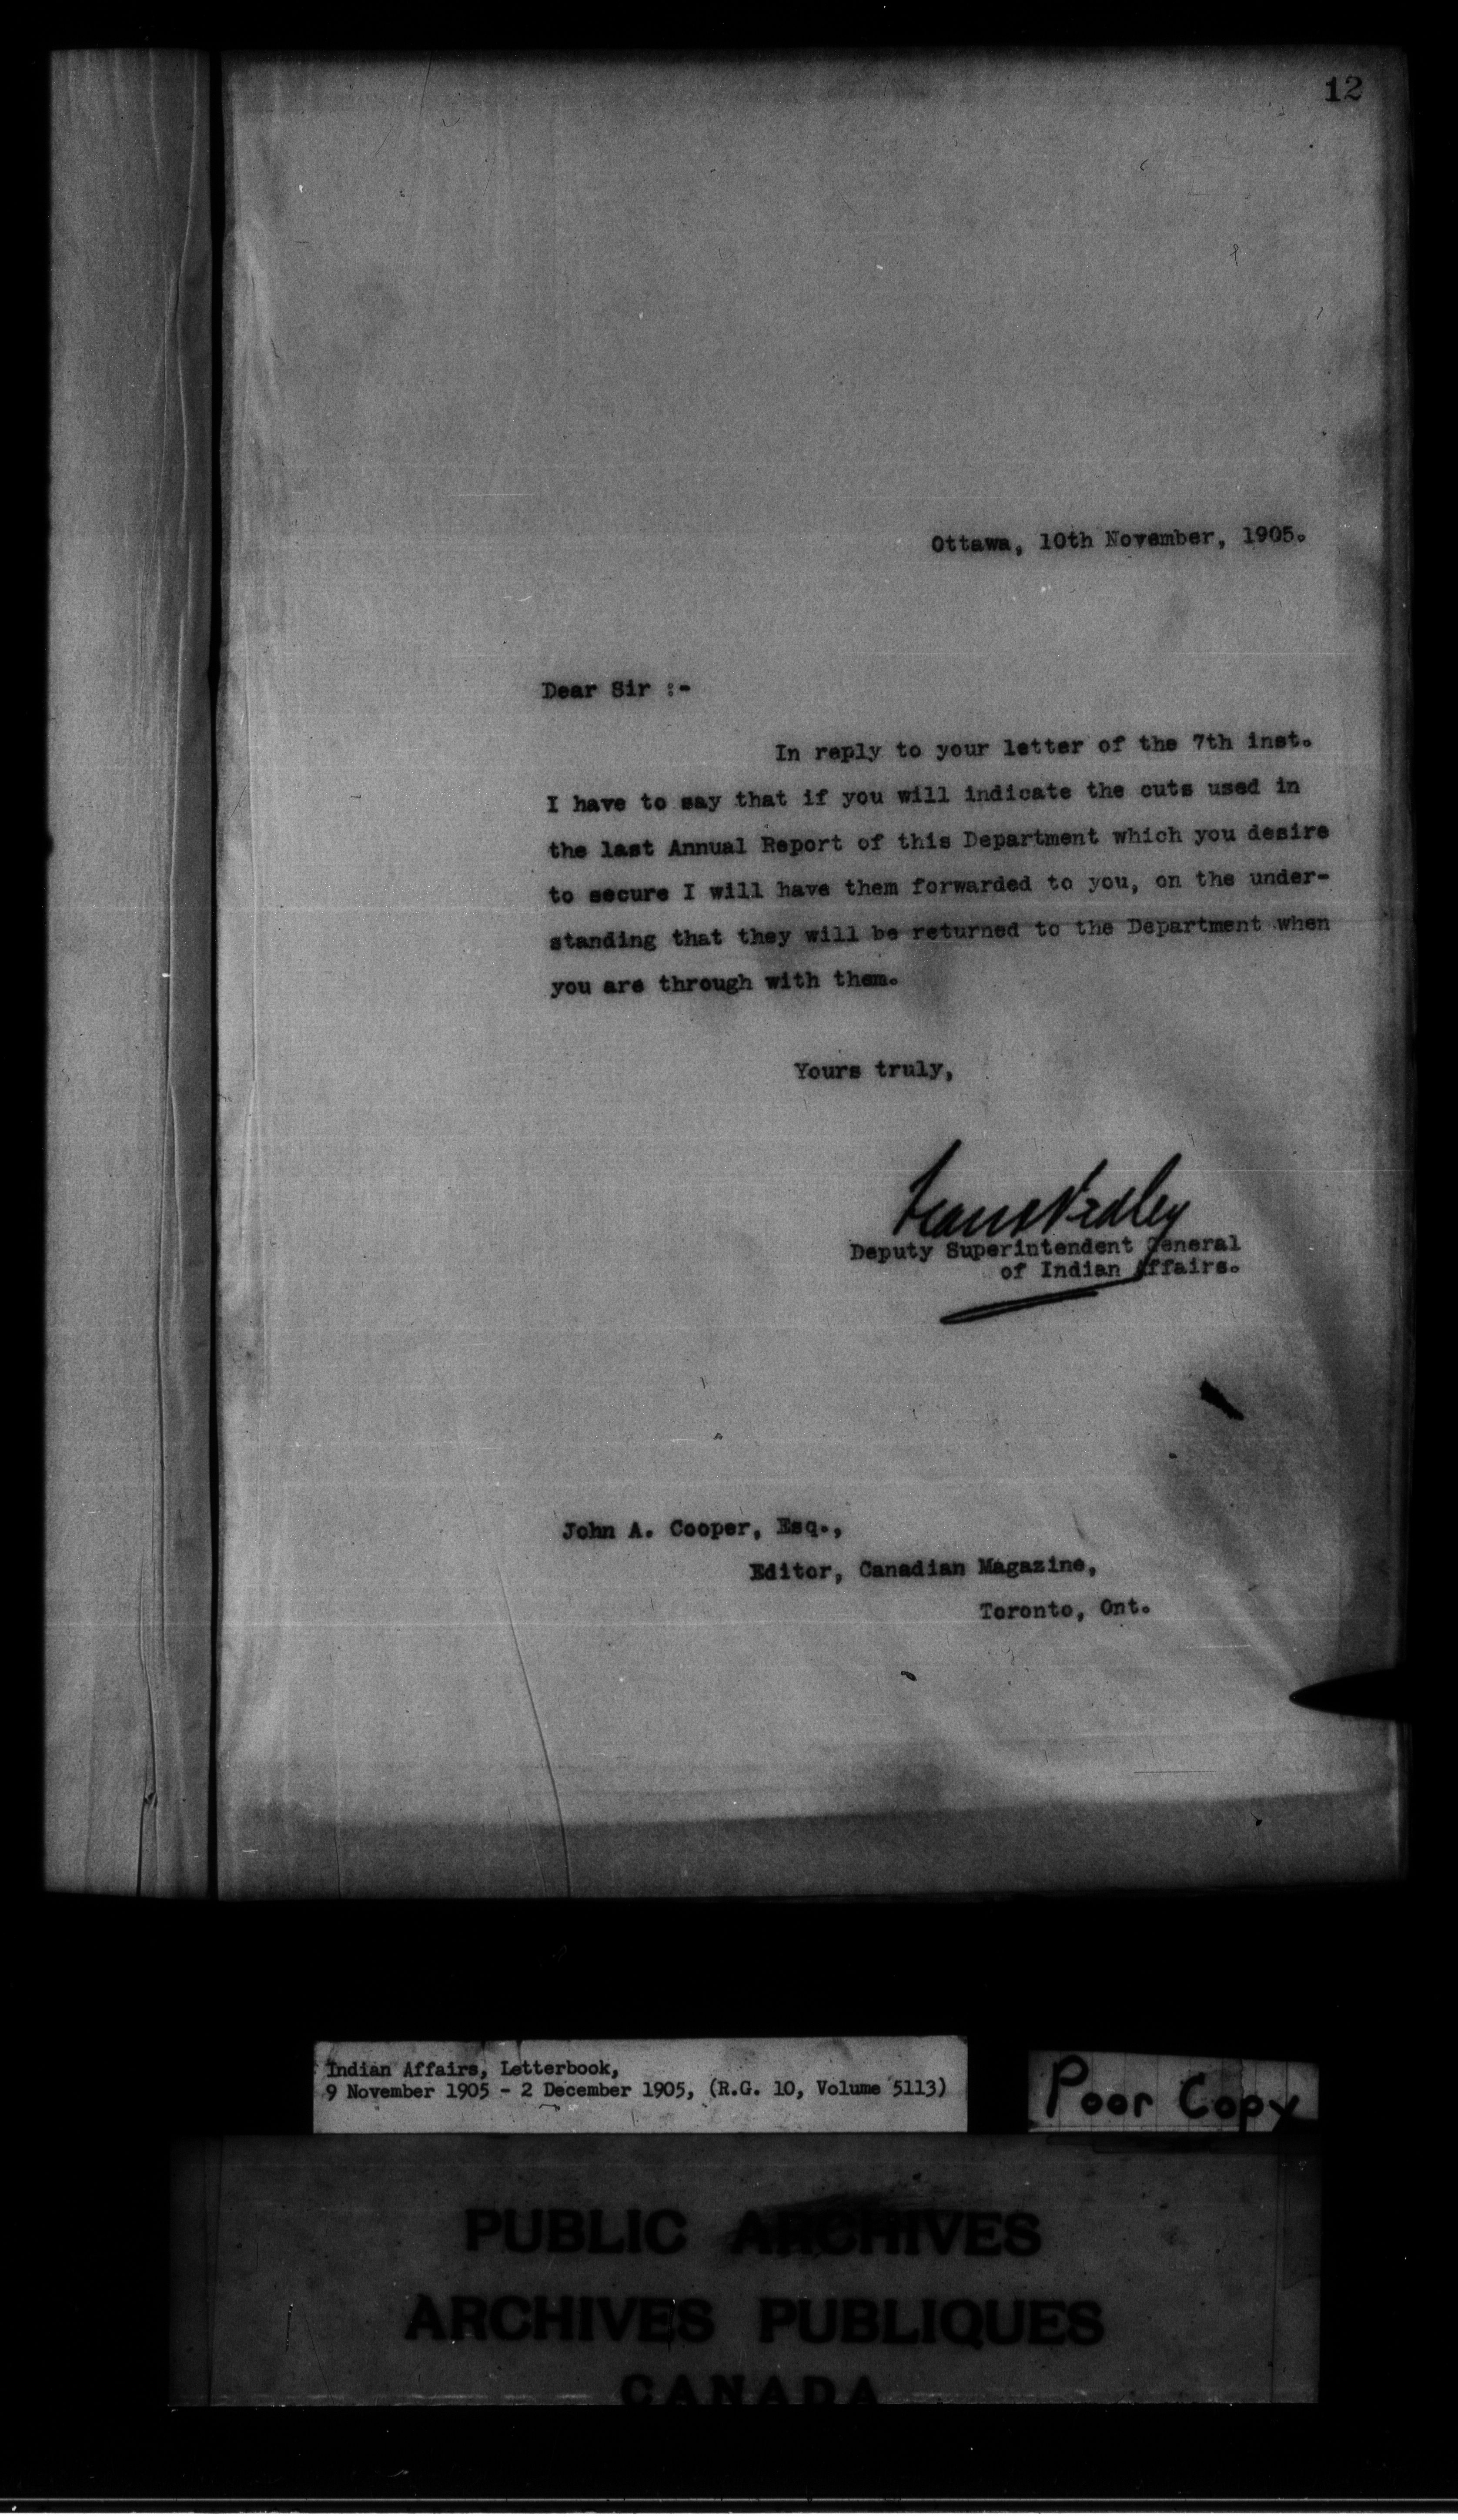 12
Ottawa, 10th November, 1905.
Dear Sir :-
In reply to your letter of the 7th inst.
I have to say that if you will indicate the cuts used in
the last Annual Report of this Department which you desire
to secure I will have them forwarded to you, on the under-
standing that they will be returned to the Department when
you are through with them.
Yours truly,
Frank Pedley
Deputy Superintendent General
of Indian Affairs.
John A. Cooper, Esq.,
Editor, Canadian Magazine,
Toronto, Ont.
Indian Affairs, Letterbook,
9 November 1905 - 2 December 1905, (R.G. 10, Volume 5113)
Poor Copy
PUBLIC ARCHIVES
ARCHIVES PUBLIQUES
CANADA